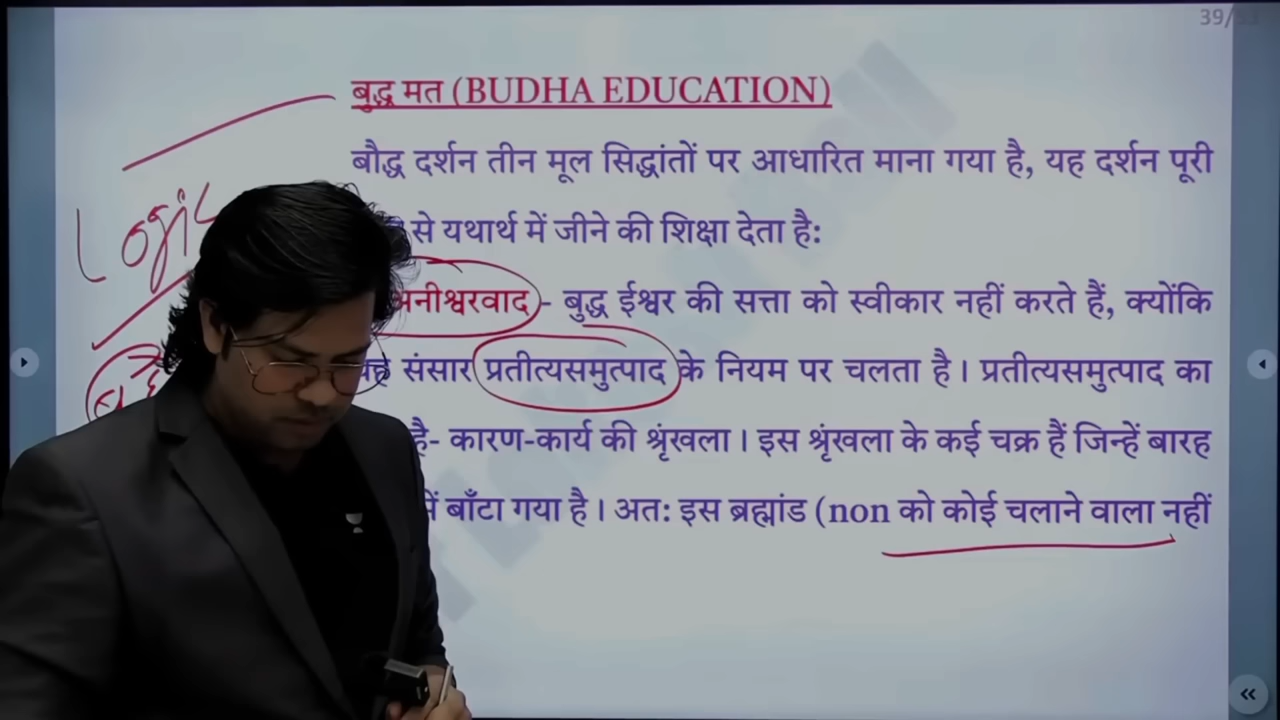 39/
बुद्ध मत (BUDHA EDUCATION)
बौद्ध दर्शन तीन मूल सिद्धांतों पर आधारित माना गया है, यह दर्शन पूरी
से यथार्थ में जीने की शिक्षा देता है:
Logic
अनीश्वरवाद - बुद्ध ईश्वर की सत्ता को स्वीकार नहीं करते हैं, क्योंकि
संसार प्रतीत्यसमुत्पाद के नियम पर चलता है। प्रतीत्यसमुत्पाद का
है- कारण-कार्य की श्रृंखला। इस श्रृंखला के कई चक्र हैं जिन्हें बारह
में बाँटा गया है। अत: इस ब्रह्मांड (non को कोई चलाने वाला नहीं